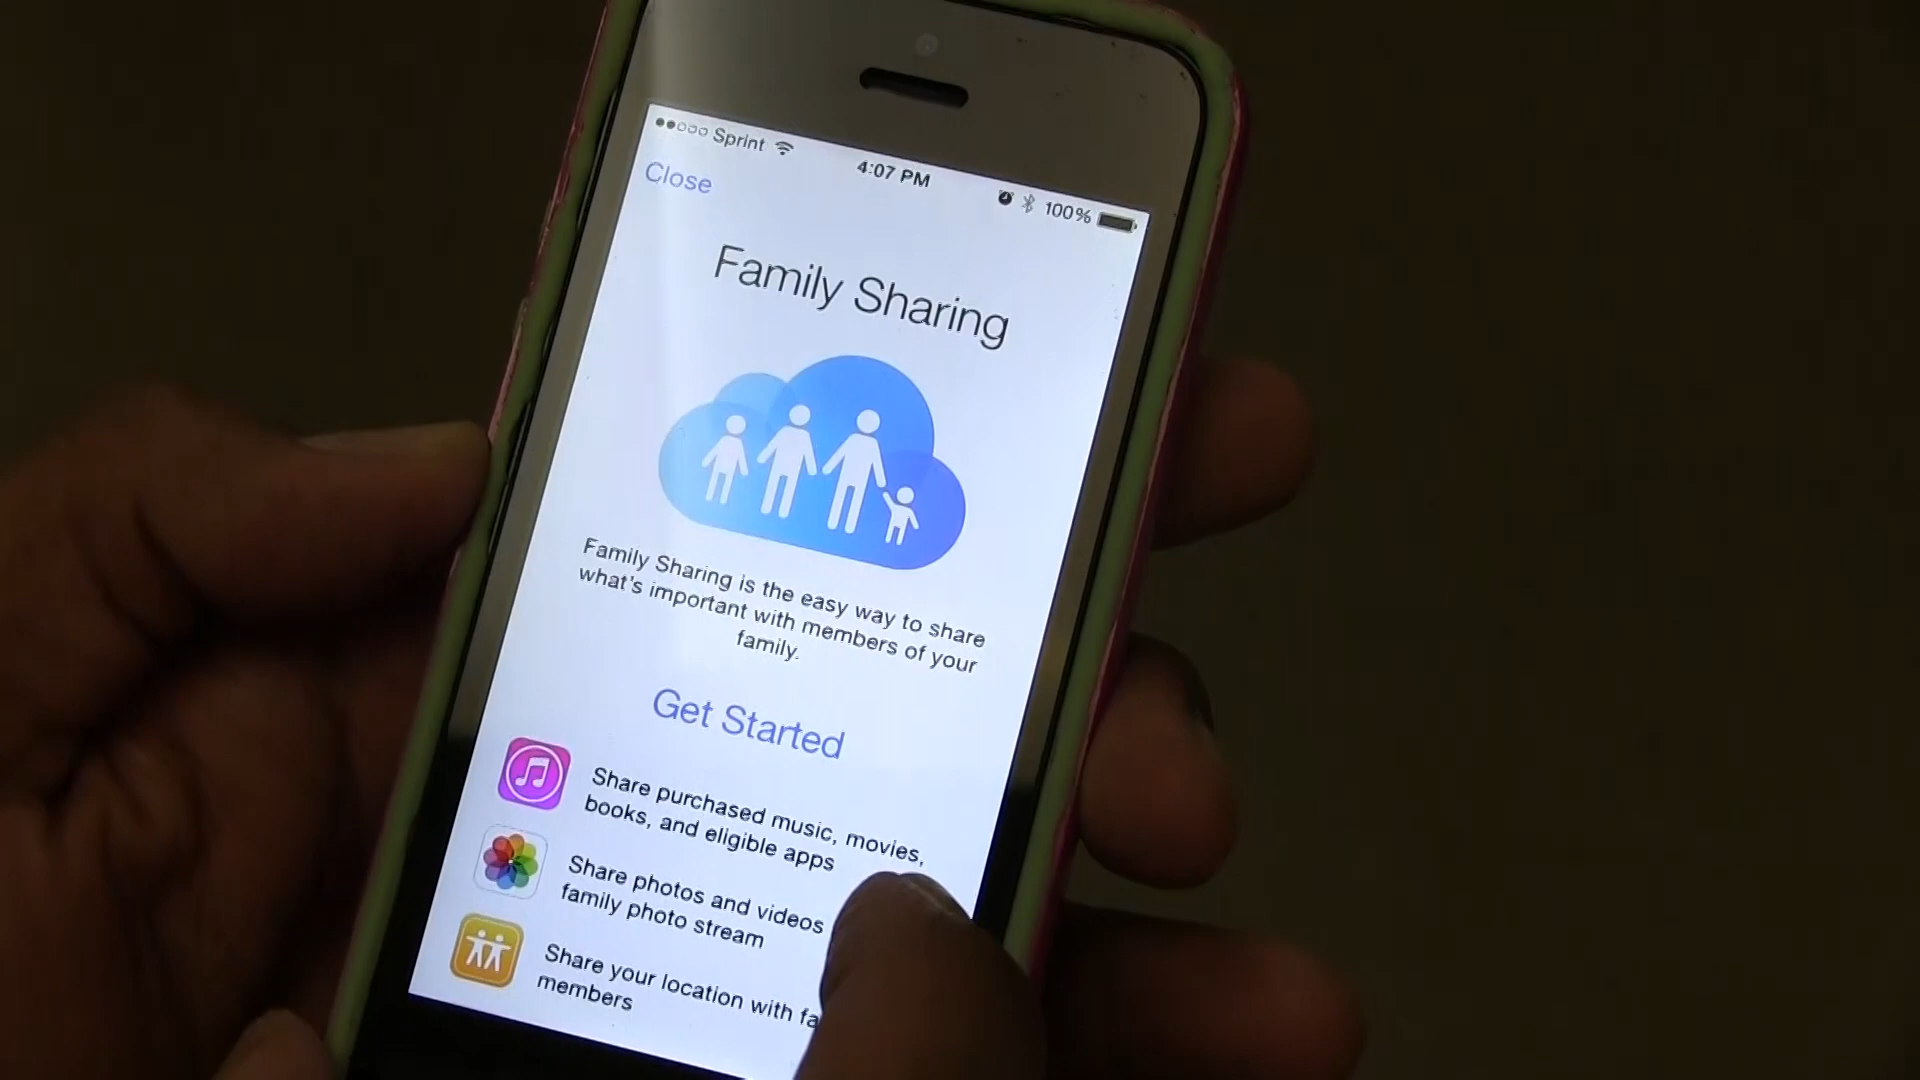 Sprint 4:07 PM 100%
Close
Family Sharing
Family Sharing is the easy way to share
what's important with members of your
family.
Get Started
Share purchased music, movies,
books, and eligible apps
Share photos and videos
family photo stream
Share your location with
members